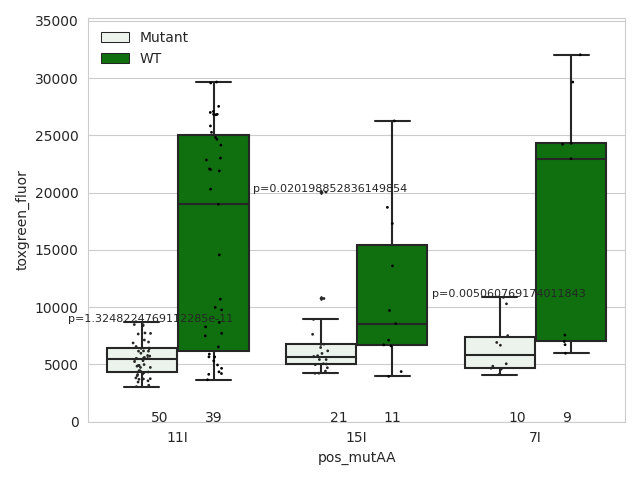 35000
30000
25000
20000
15000
10000
5000
0
toxgreen_fluor
Mutant
WT
p=1.3248224769112285e-11
p=0.020198852836149854
p=0.005060769174011843
50 39 21 11 10 9
11I 15I 7I
pos_mutAA